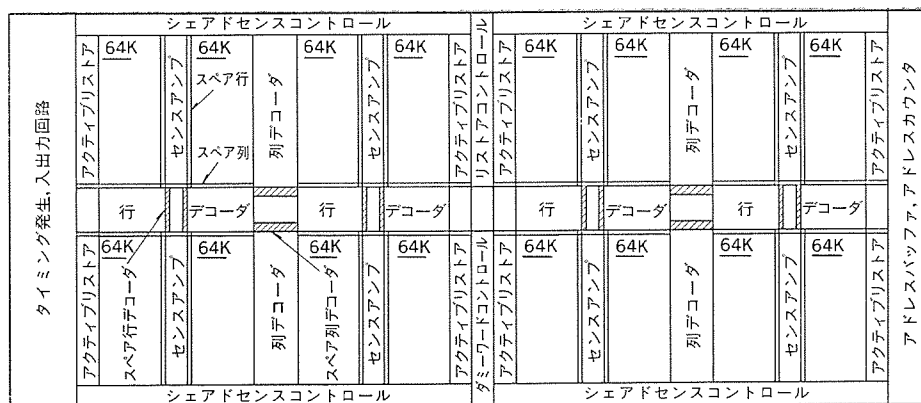 シェアドセンスコントロール
シェアドセンスコントロール
タイミング発生,入出力回路
アクティブリストア
64K
センスアンプ
64K
スペア行
スペア列
列デコーダ
64K
センスアンプ
64K
アクティブリストア
リストアコントロール
アクティブリストア
64K
センスアンプ
64K
列デコーダ
64K
センスアンプ
64K
アクティブリストア
アドレスバッファ,アドレスカウンタ
行
デコーダ
行
デコーダ
行
デコーダ
行
デコーダ
アクティブリストア
64K
スペア行デコーダ
センスアンプ
64K
列デコーダ
64K
スペア列デコーダ
センスアンプ
64K
アクティブリストア
ダミーワードコントロール
アクティブリストア
64K
センスアンプ
64K
列デコーダ
64K
センスアンプ
64K
アクティブリストア
シェアドセンスコントロール
シェアドセンスコントロール